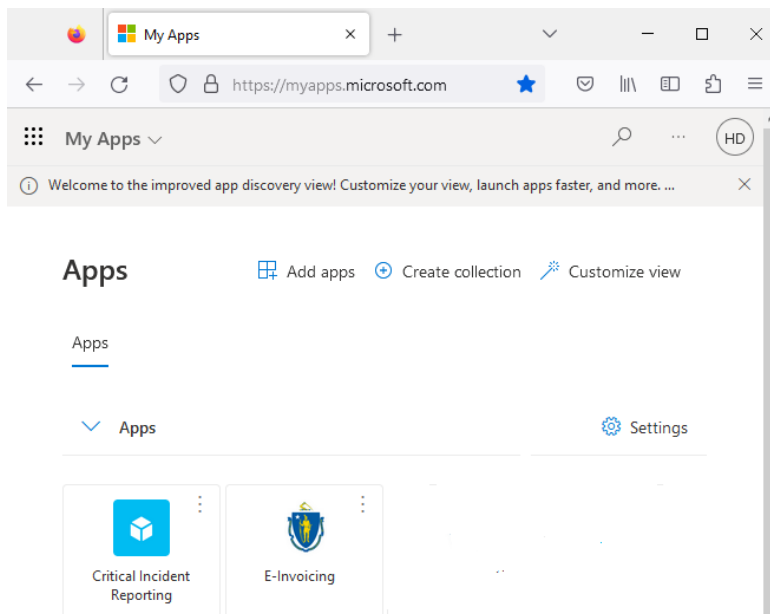 My Apps
https://myapps.microsoft.com
My Apps
HD
Welcome to the improved app discovery view! Customize your view, launch apps faster, and more. ...
Apps
Add apps
Create collection
Customize view
Apps
Apps
Settings
Critical Incident
Reporting
E-Invoicing